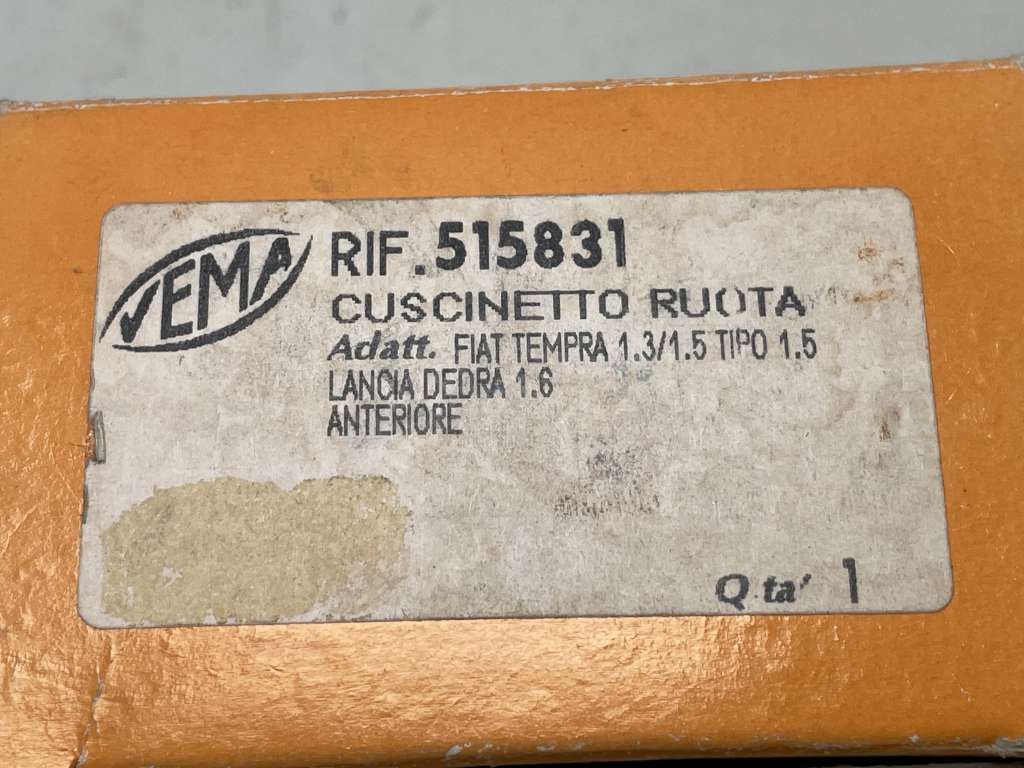 VEMA
RIF. 515831
CUSCINETTO RUOTA
Adatt. FIAT TEMPRA 1.3/1.5 TIPO 1.5
LANCIA DEDRA 1.6
ANTERIORE
Q.ta' 1